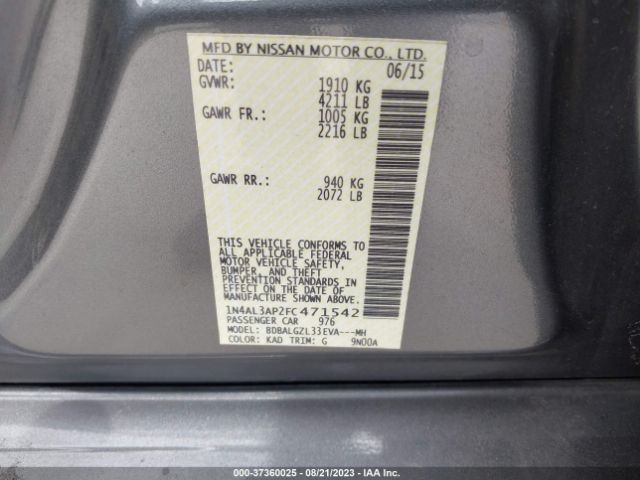 MFD BY NISSAN MOTOR CO., LTD.
DATE: 06/15
GVWR: 1910 KG
4211 LB
GAWR FR.: 1005 KG
2216 LB
GAWR RR.: 940 KG
2072 LB
THIS VEHICLE CONFORMS TO
ALL APPLICABLE FEDERAL
MOTOR VEHICLE SAFETY,
BUMPER, AND THEFT
PREVENTION STANDARDS
IN EFFECT ON THE DATE OF
MANUFACTURE SHOWN ABOVE.
1N4AL3AP2FC471542
PASSENGER CAR 976
MODEL: BDBALGZL33EVA---MH
COLOR: KAD TRIM: G 9N00A
000-37360025 - 08/21/2023 - IAA Inc.